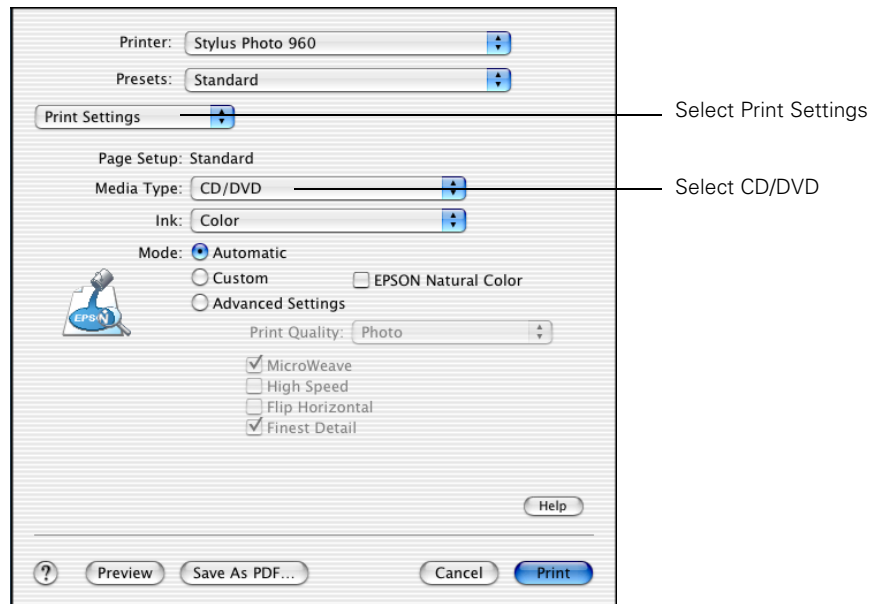 Printer: Stylus Photo 960
Presets: Standard
Print Settings
Select Print Settings
Page Setup: Standard
Media Type: CD/DVD
Select CD/DVD
Ink: Color
Mode: Automatic
Custom
EPSON Natural Color
Advanced Settings
EPSON
Print Quality: Photo
MicroWeave
High Speed
Flip Horizontal
Finest Detail
Help
? Preview Save As PDF... Cancel Print